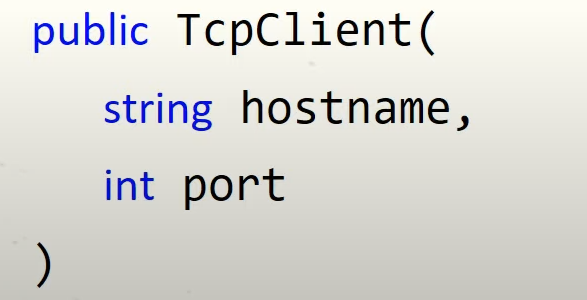 public TcpClient(
string hostname,
int port
)